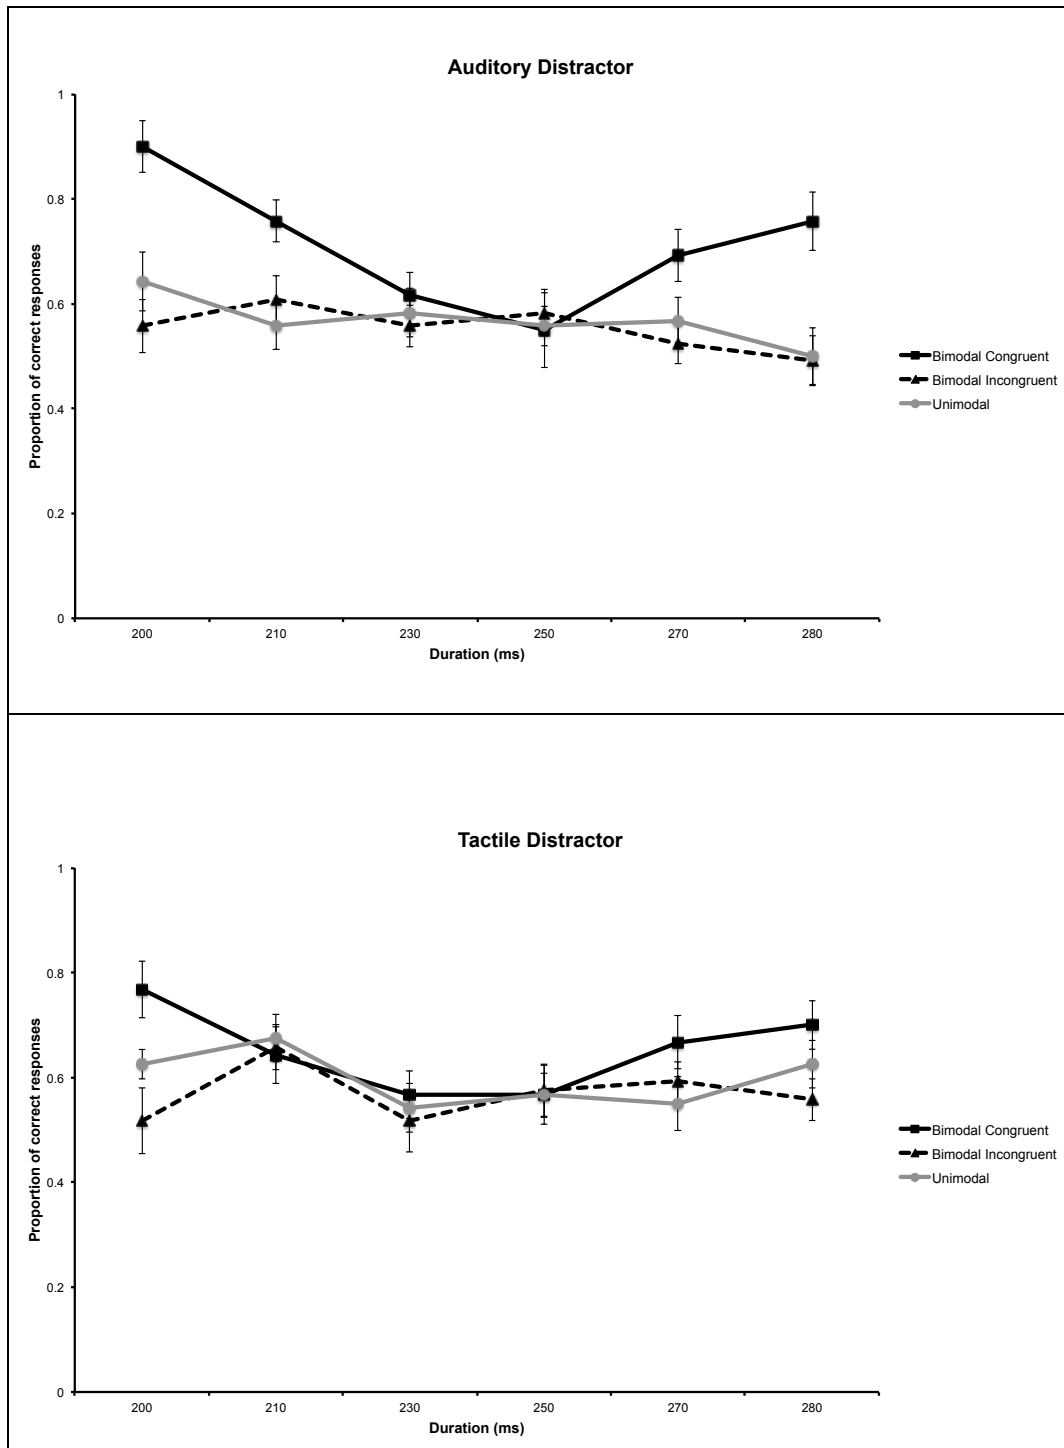 Auditory Distractor
1
0.8
0.6
0.4
0.2
0
Proportion of correct responses
200 210 230 250 270 280
Duration (ms)
Bimodal Congruent
Bimodal Incongruent
Unimodal
Tactile Distractor
1
0.8
0.6
0.4
0.2
0
Proportion of correct responses
200 210 230 250 270 280
Duration (ms)
Bimodal Congruent
Bimodal Incongruent
Unimodal